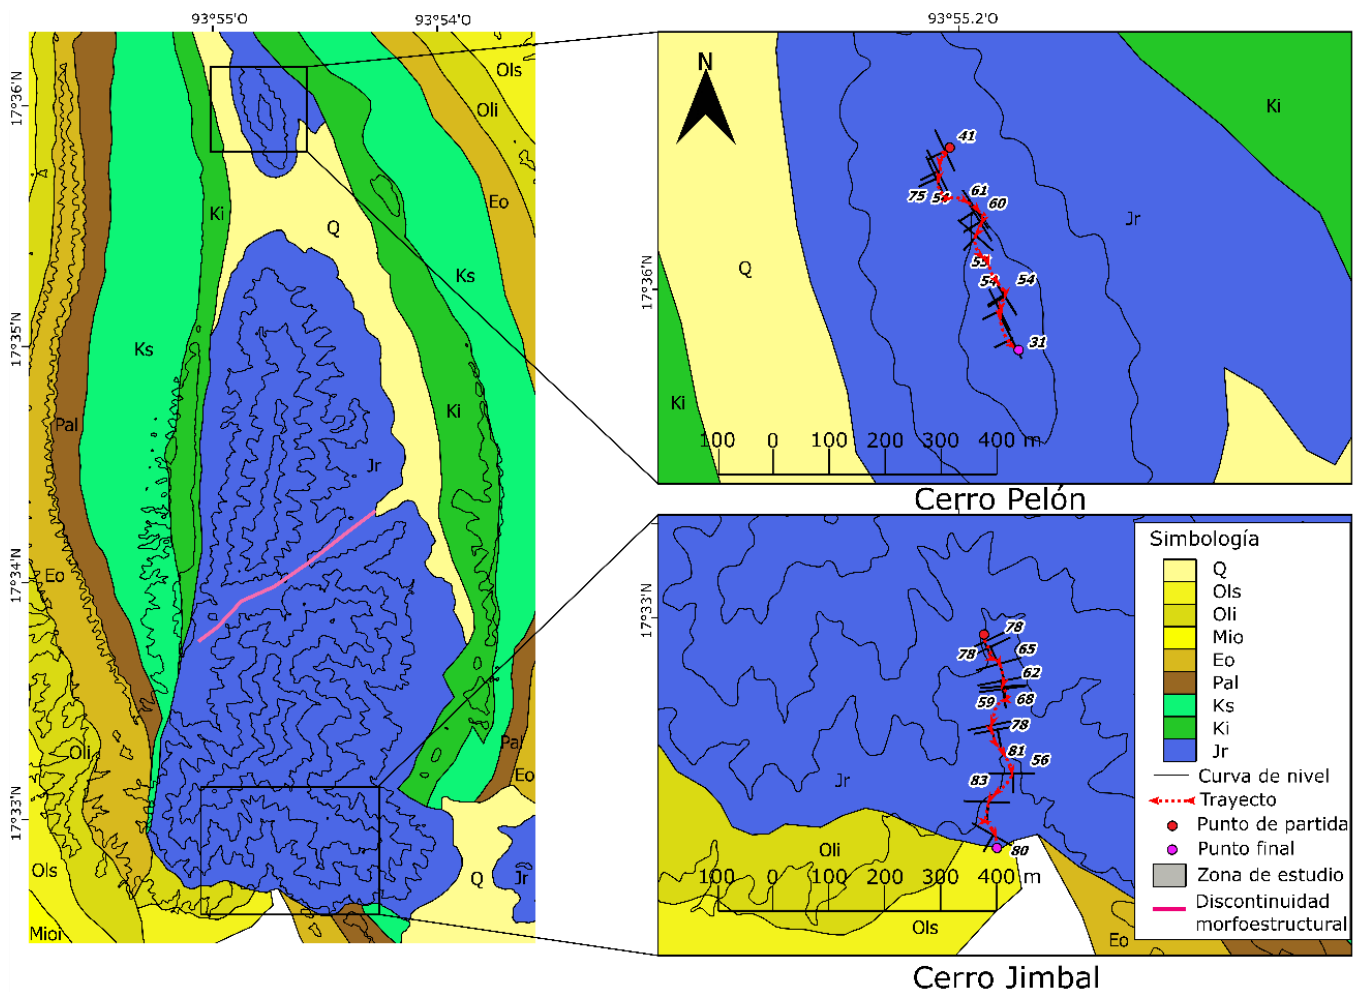 93°55'O
93°54'O
17°36'N
17°35'N
17°34'N
17°33'N
Ols
Oli
Eo
Ki
Q
Ks
Ks
Pal
Ki
Jr
Eo
Oli
Pal
Eo
Ols
Q
Jr
Mioi
93°55.2'O
17°36'N
N
Ki
Jr
Q
Ki
41
75
54
61
60
55
54
54
31
100 0 100 200 300 400 m
Cerro Pelón
17°33'N
78
78
65
62
59
68
78
81
56
83
80
Jr
Oli
Ols
Eo
100 0 100 200 300 400 m
Cerro Jimbal
Simbología
Q
Ols
Oli
Mio
Eo
Pal
Ks
Ki
Jr
Curva de nivel
Trayecto
Punto de partida
Punto final
Zona de estudio
Discontinuidad
morfoestructural